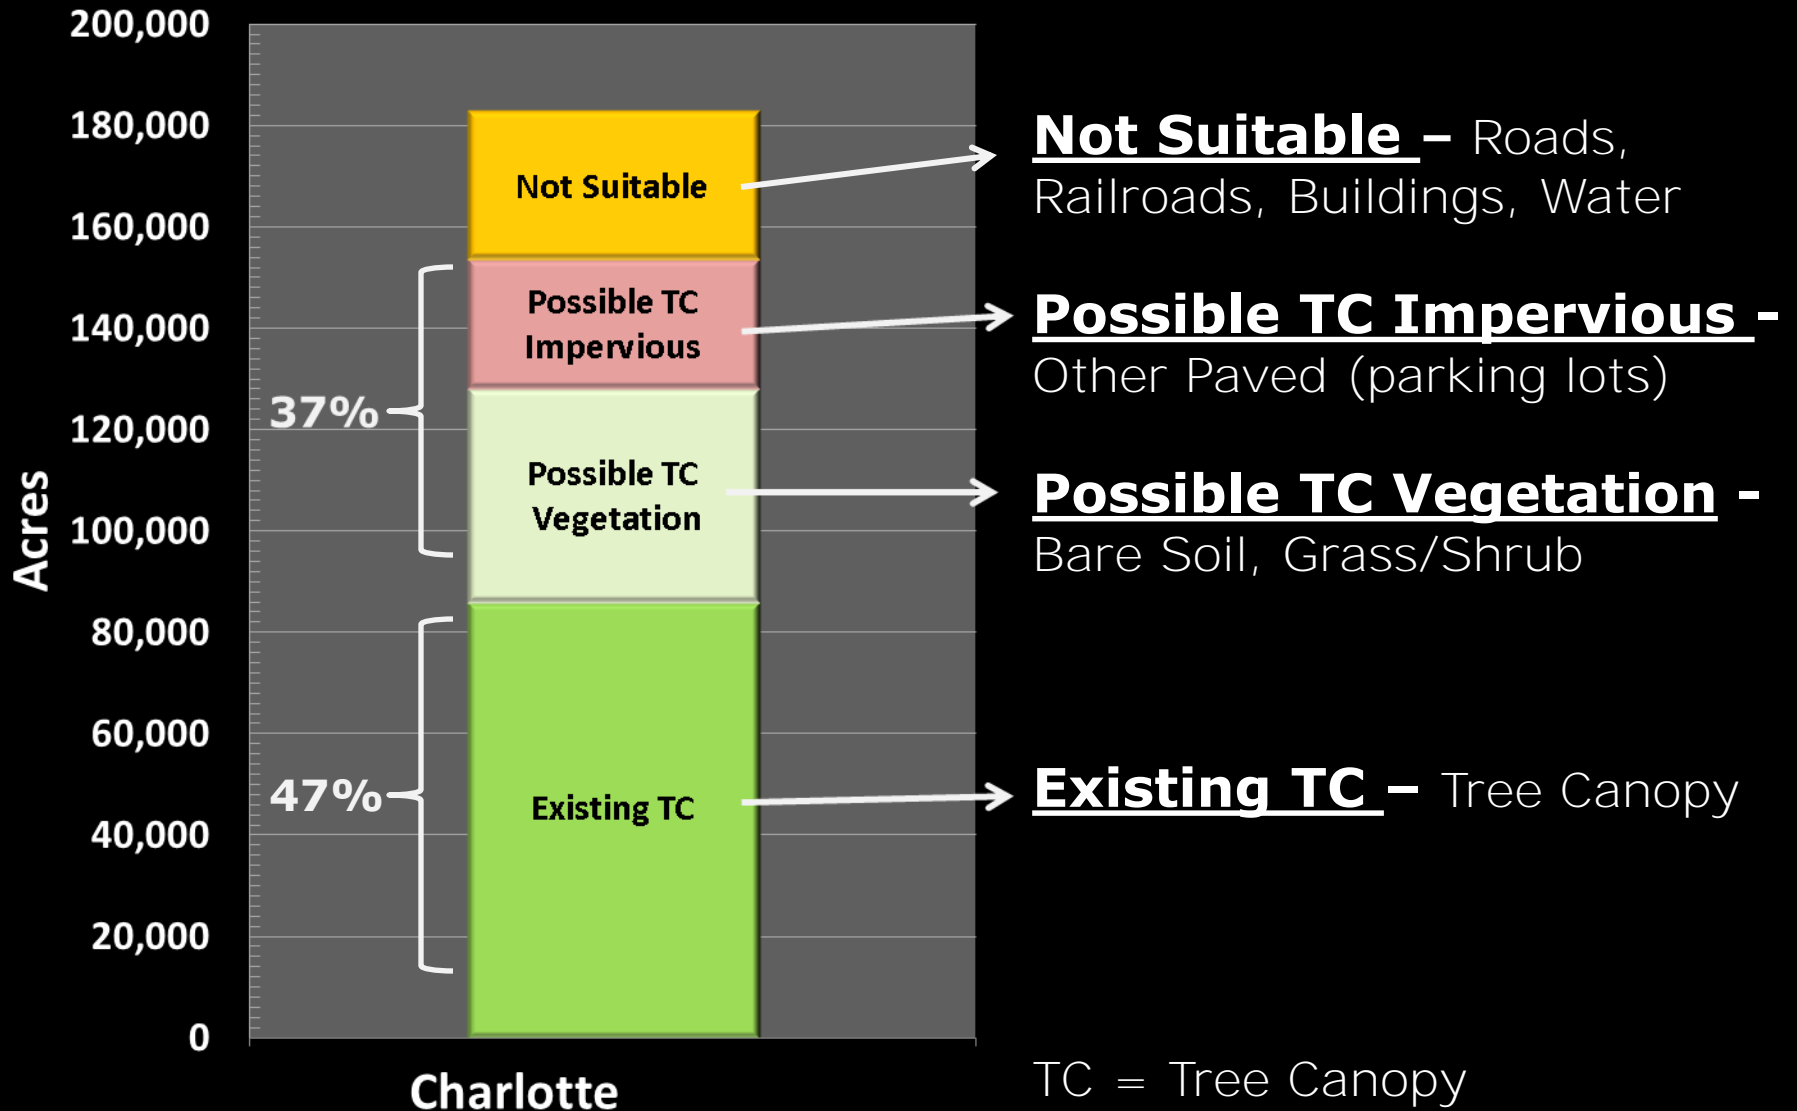 200,000
180,000
160,000
140,000
120,000
100,000
80,000
60,000
40,000
20,000
0
Acres
37%
47%
Not Suitable
Possible TC
Impervious
Possible TC
Vegetation
Existing TC
Charlotte
Not Suitable – Roads,
Railroads, Buildings, Water
Possible TC Impervious -
Other Paved (parking lots)
Possible TC Vegetation -
Bare Soil, Grass/Shrub
Existing TC – Tree Canopy
TC = Tree Canopy